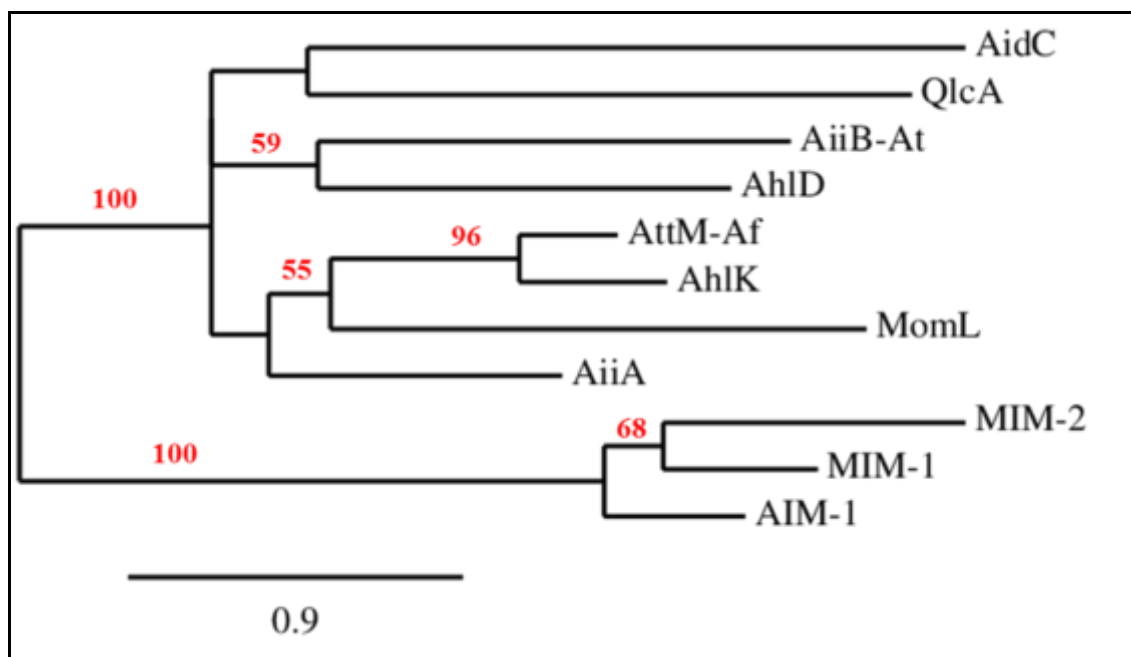 AidC
QlcA
59
AiiB-At
100
AhlD
96
AttM-Af
55
AhlK
MomL
AiiA
68
MIM-2
100
MIM-1
AIM-1
0.9